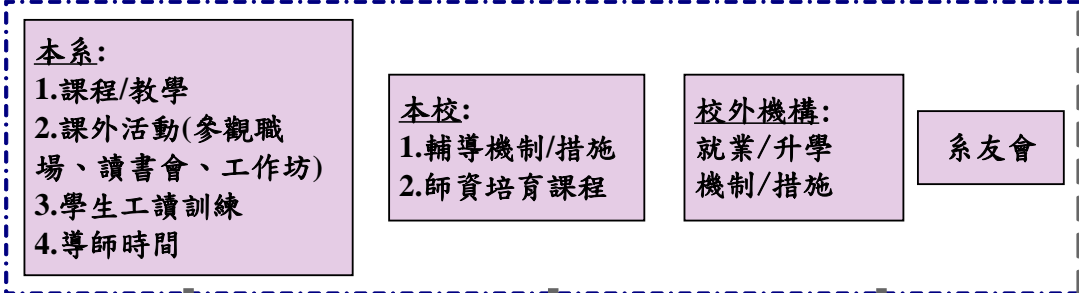 本系:
1.課程/教學
2.課外活動(參觀職
場、讀書會、工作坊)
3.學生工讀訓練
4.導師時間
本校:
1.輔導機制/措施
2.師資培育課程
校外機構:
就業/升學
機制/措施
系友會